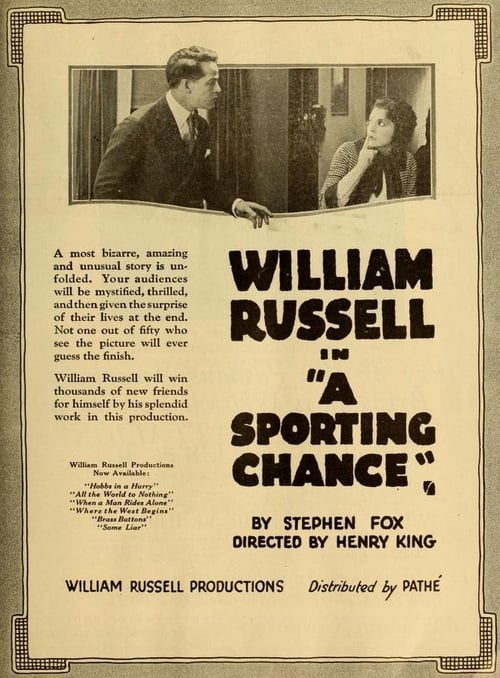 A most bizarre, amazing
and unusual story is un-
folded. Your audiences
will be mystified, thrilled,
and then given the surprise
of their lives at the end.
Not one out of fifty who
see the picture will ever
guess the finish.
William Russell will win
thousands of new friends
for himself by his splendid
work in this production.
William Russell Productions
Now Available:
"Hobbs in a Hurry"
"All the World to Nothing"
"When a Man Rides Alone"
"Where the West Begins"
"Brass Buttons"
"Some Liar"
WILLIAM
RUSSELL
IN
"A
SPORTING
CHANCE",
BY STEPHEN FOX
DIRECTED BY HENRY KING
WILLIAM RUSSELL PRODUCTIONS Distributed by PATHÉ